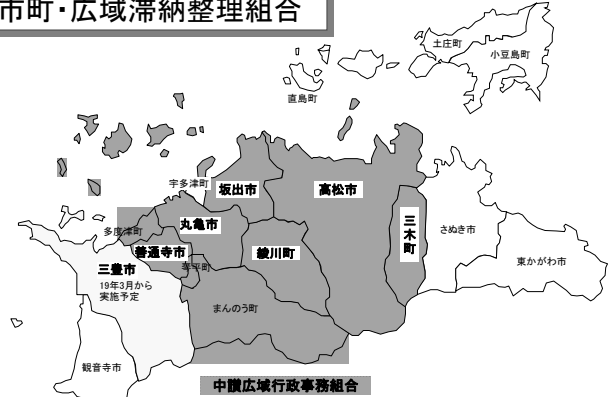 市町・広域滞納整理組合
土庄町
小豆島町
直島町
宇多津町
坂出市
高松市
丸亀市
三木町
さぬき市
多度津町
善通寺市
綾川町
琴平町
三豊市
東かがわ市
19年3月から
実施予定
まんのう町
観音寺市
中讃広域行政事務組合